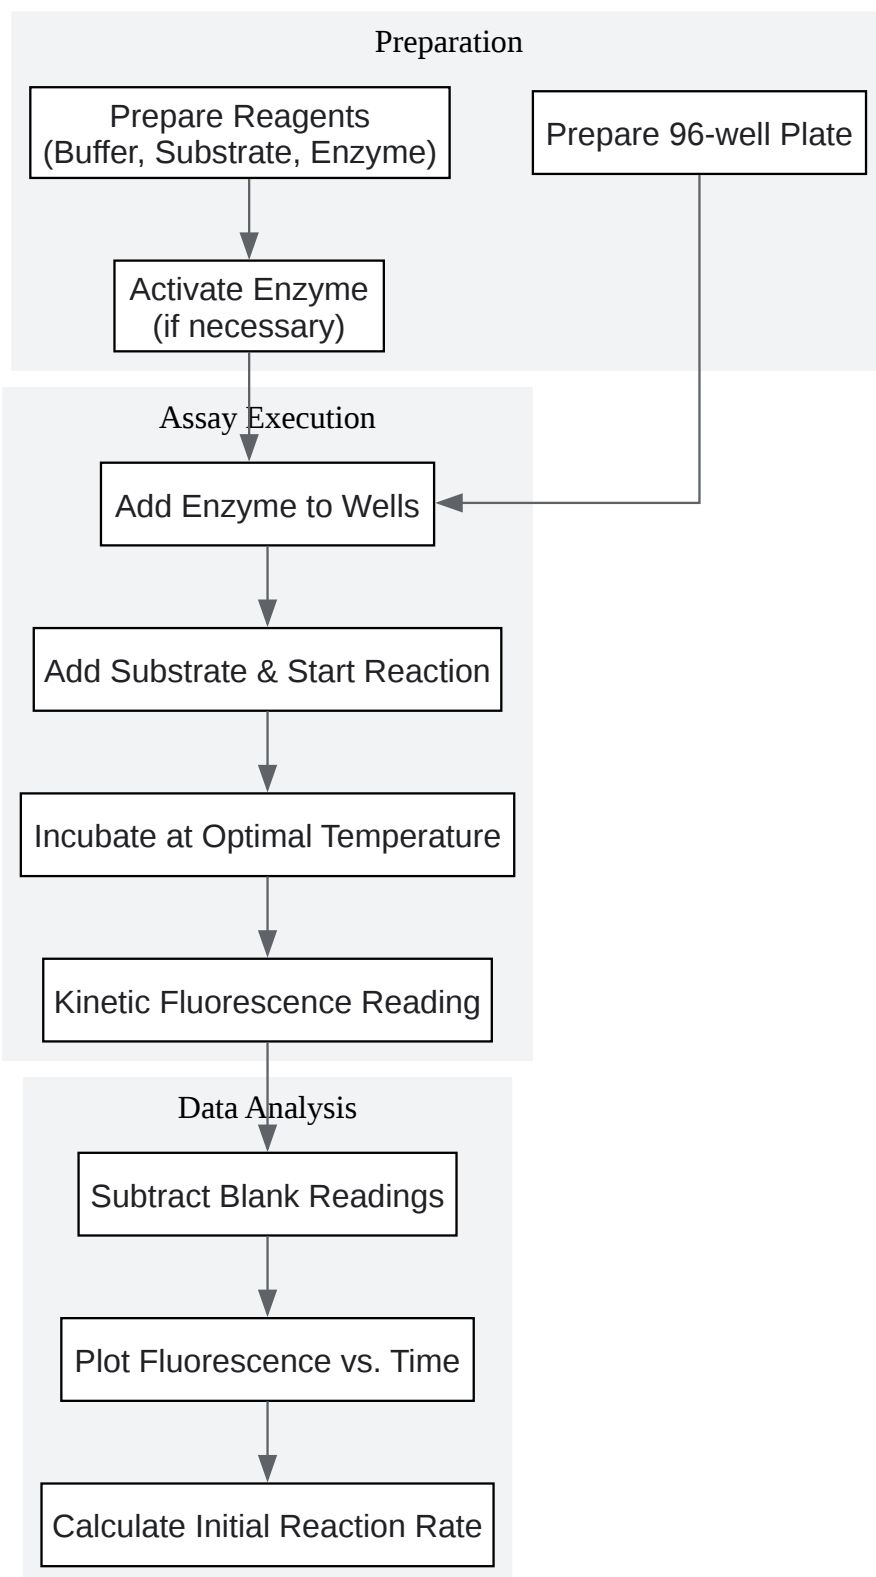 Preparation
Prepare Reagents
(Buffer, Substrate, Enzyme)
Prepare 96-well Plate
Activate Enzyme
(if necessary)
Assay Execution
Add Enzyme to Wells
Add Substrate & Start Reaction
Incubate at Optimal Temperature
Kinetic Fluorescence Reading
Data Analysis
Subtract Blank Readings
Plot Fluorescence vs. Time
Calculate Initial Reaction Rate